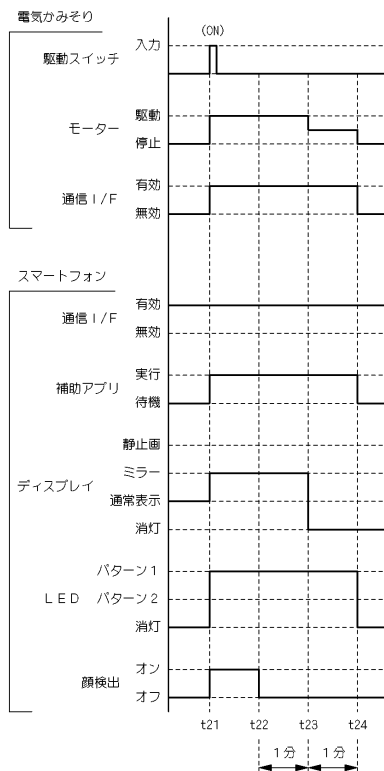 電気かみそり
(ON)
入力
駆動スイッチ
駆動
モーター
停止
有効
通信I/F
無効
スマートフォン
有効
通信I/F
無効
実行
補助アプリ
待機
静止画
ミラー
ディスプレイ
通常表示
消灯
パターン1
LED パターン2
消灯
オン
顔検出
オフ
t21 t22 t23 t24
1分 1分